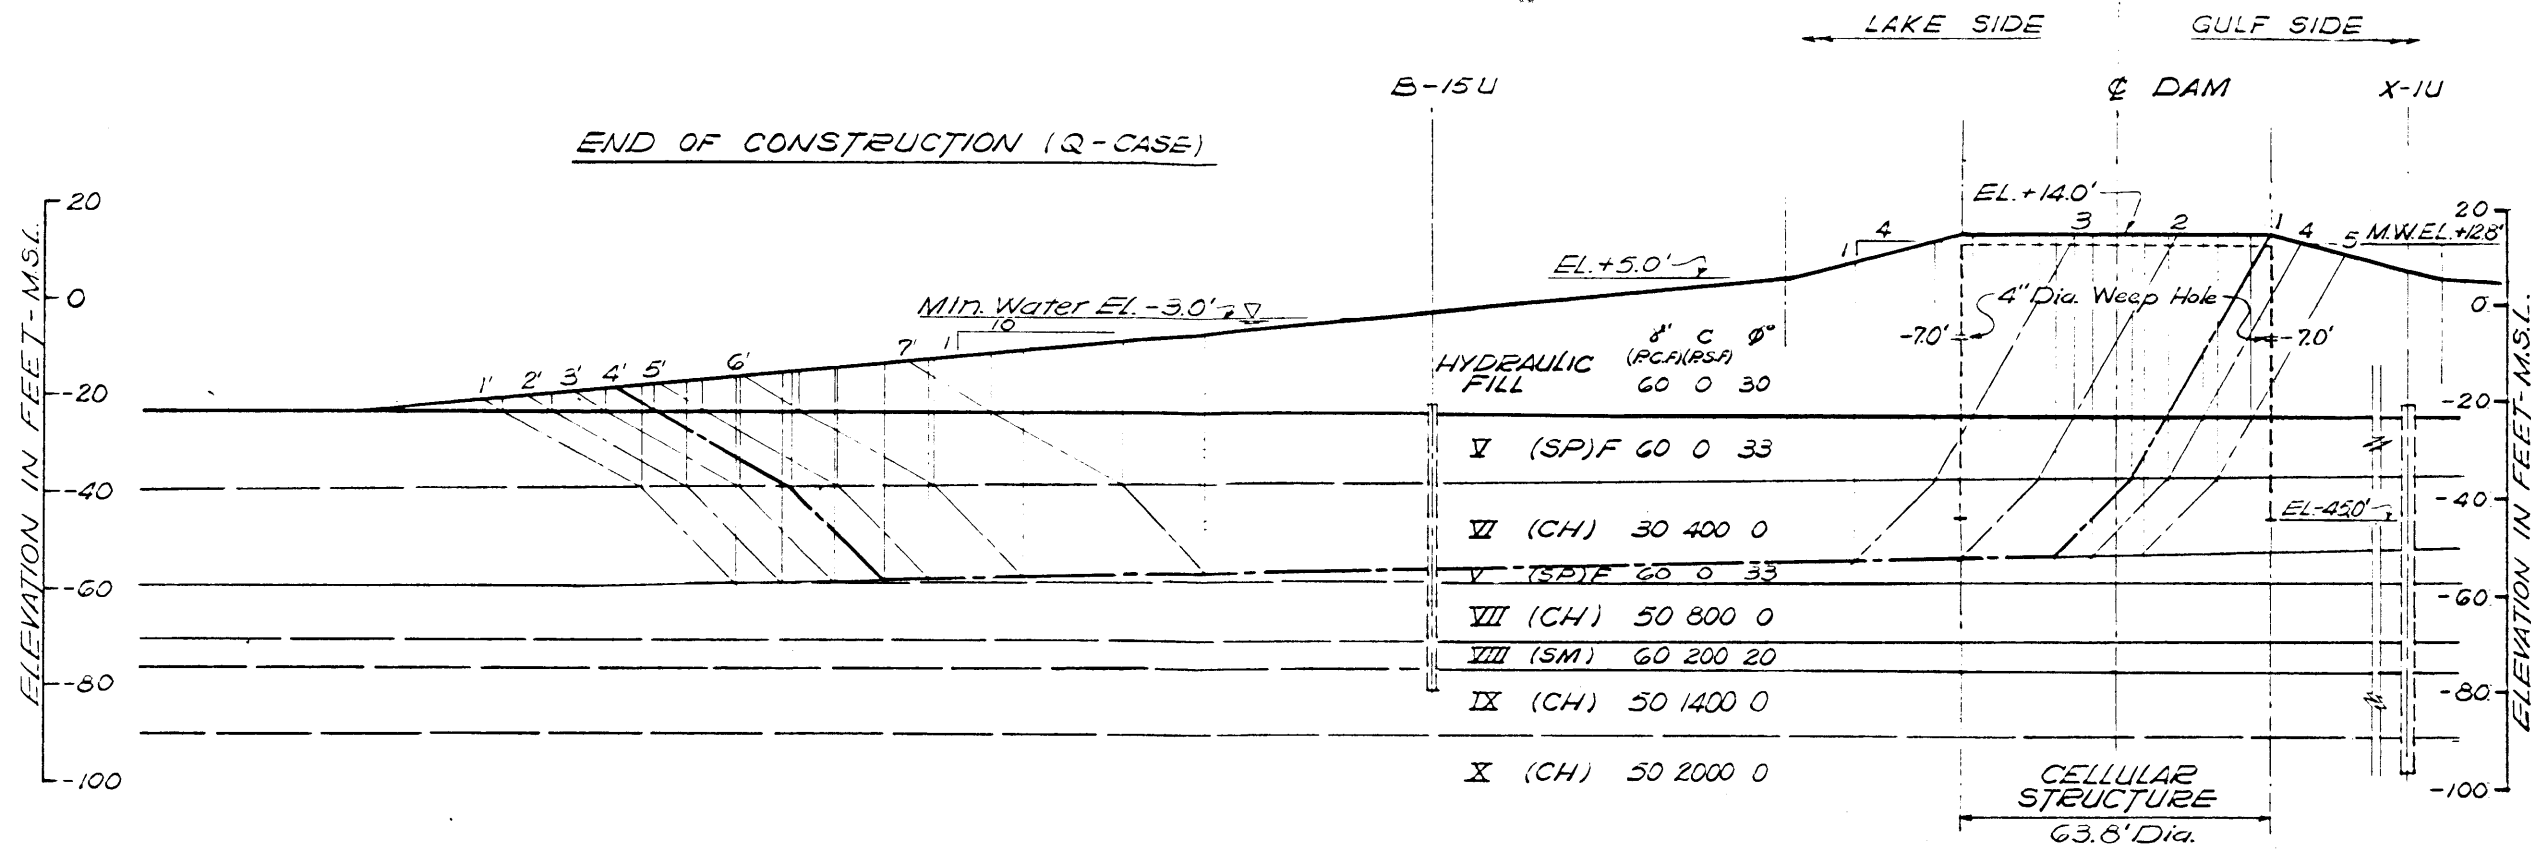 LAKE SIDE GULF SIDE
B-15U ℄ DAM X-1U
END OF CONSTRUCTION (Q-CASE)
EL.+14.0'
20 20
3 2 1 4 5 M.W.EL.+12.8'
1 4
EL.+5.0'
0 Min. Water EL.-3.0' 4" Dia. Weep Hole 0
1 10
-7.0' -7.0'
γ' C φ°
HYDRAULIC (P.C.F.)(P.S.F.)
FILL 60 0 30
1' 2' 3' 4' 5' 6' 7'
-20 -20
V (SP)F 60 0 33
-40 -40
EL.-45.0'
VI (CH) 30 400 0
V (SP)F 60 0 33
-60 -60
VII (CH) 50 800 0
VIII (SM) 60 200 20
-80 -80
IX (CH) 50 1400 0
X (CH) 50 2000 0
-100 -100
CELLULAR
STRUCTURE
63.8' Dia.
ELEVATION IN FEET-M.S.L.
ELEVATION IN FEET-M.S.L.